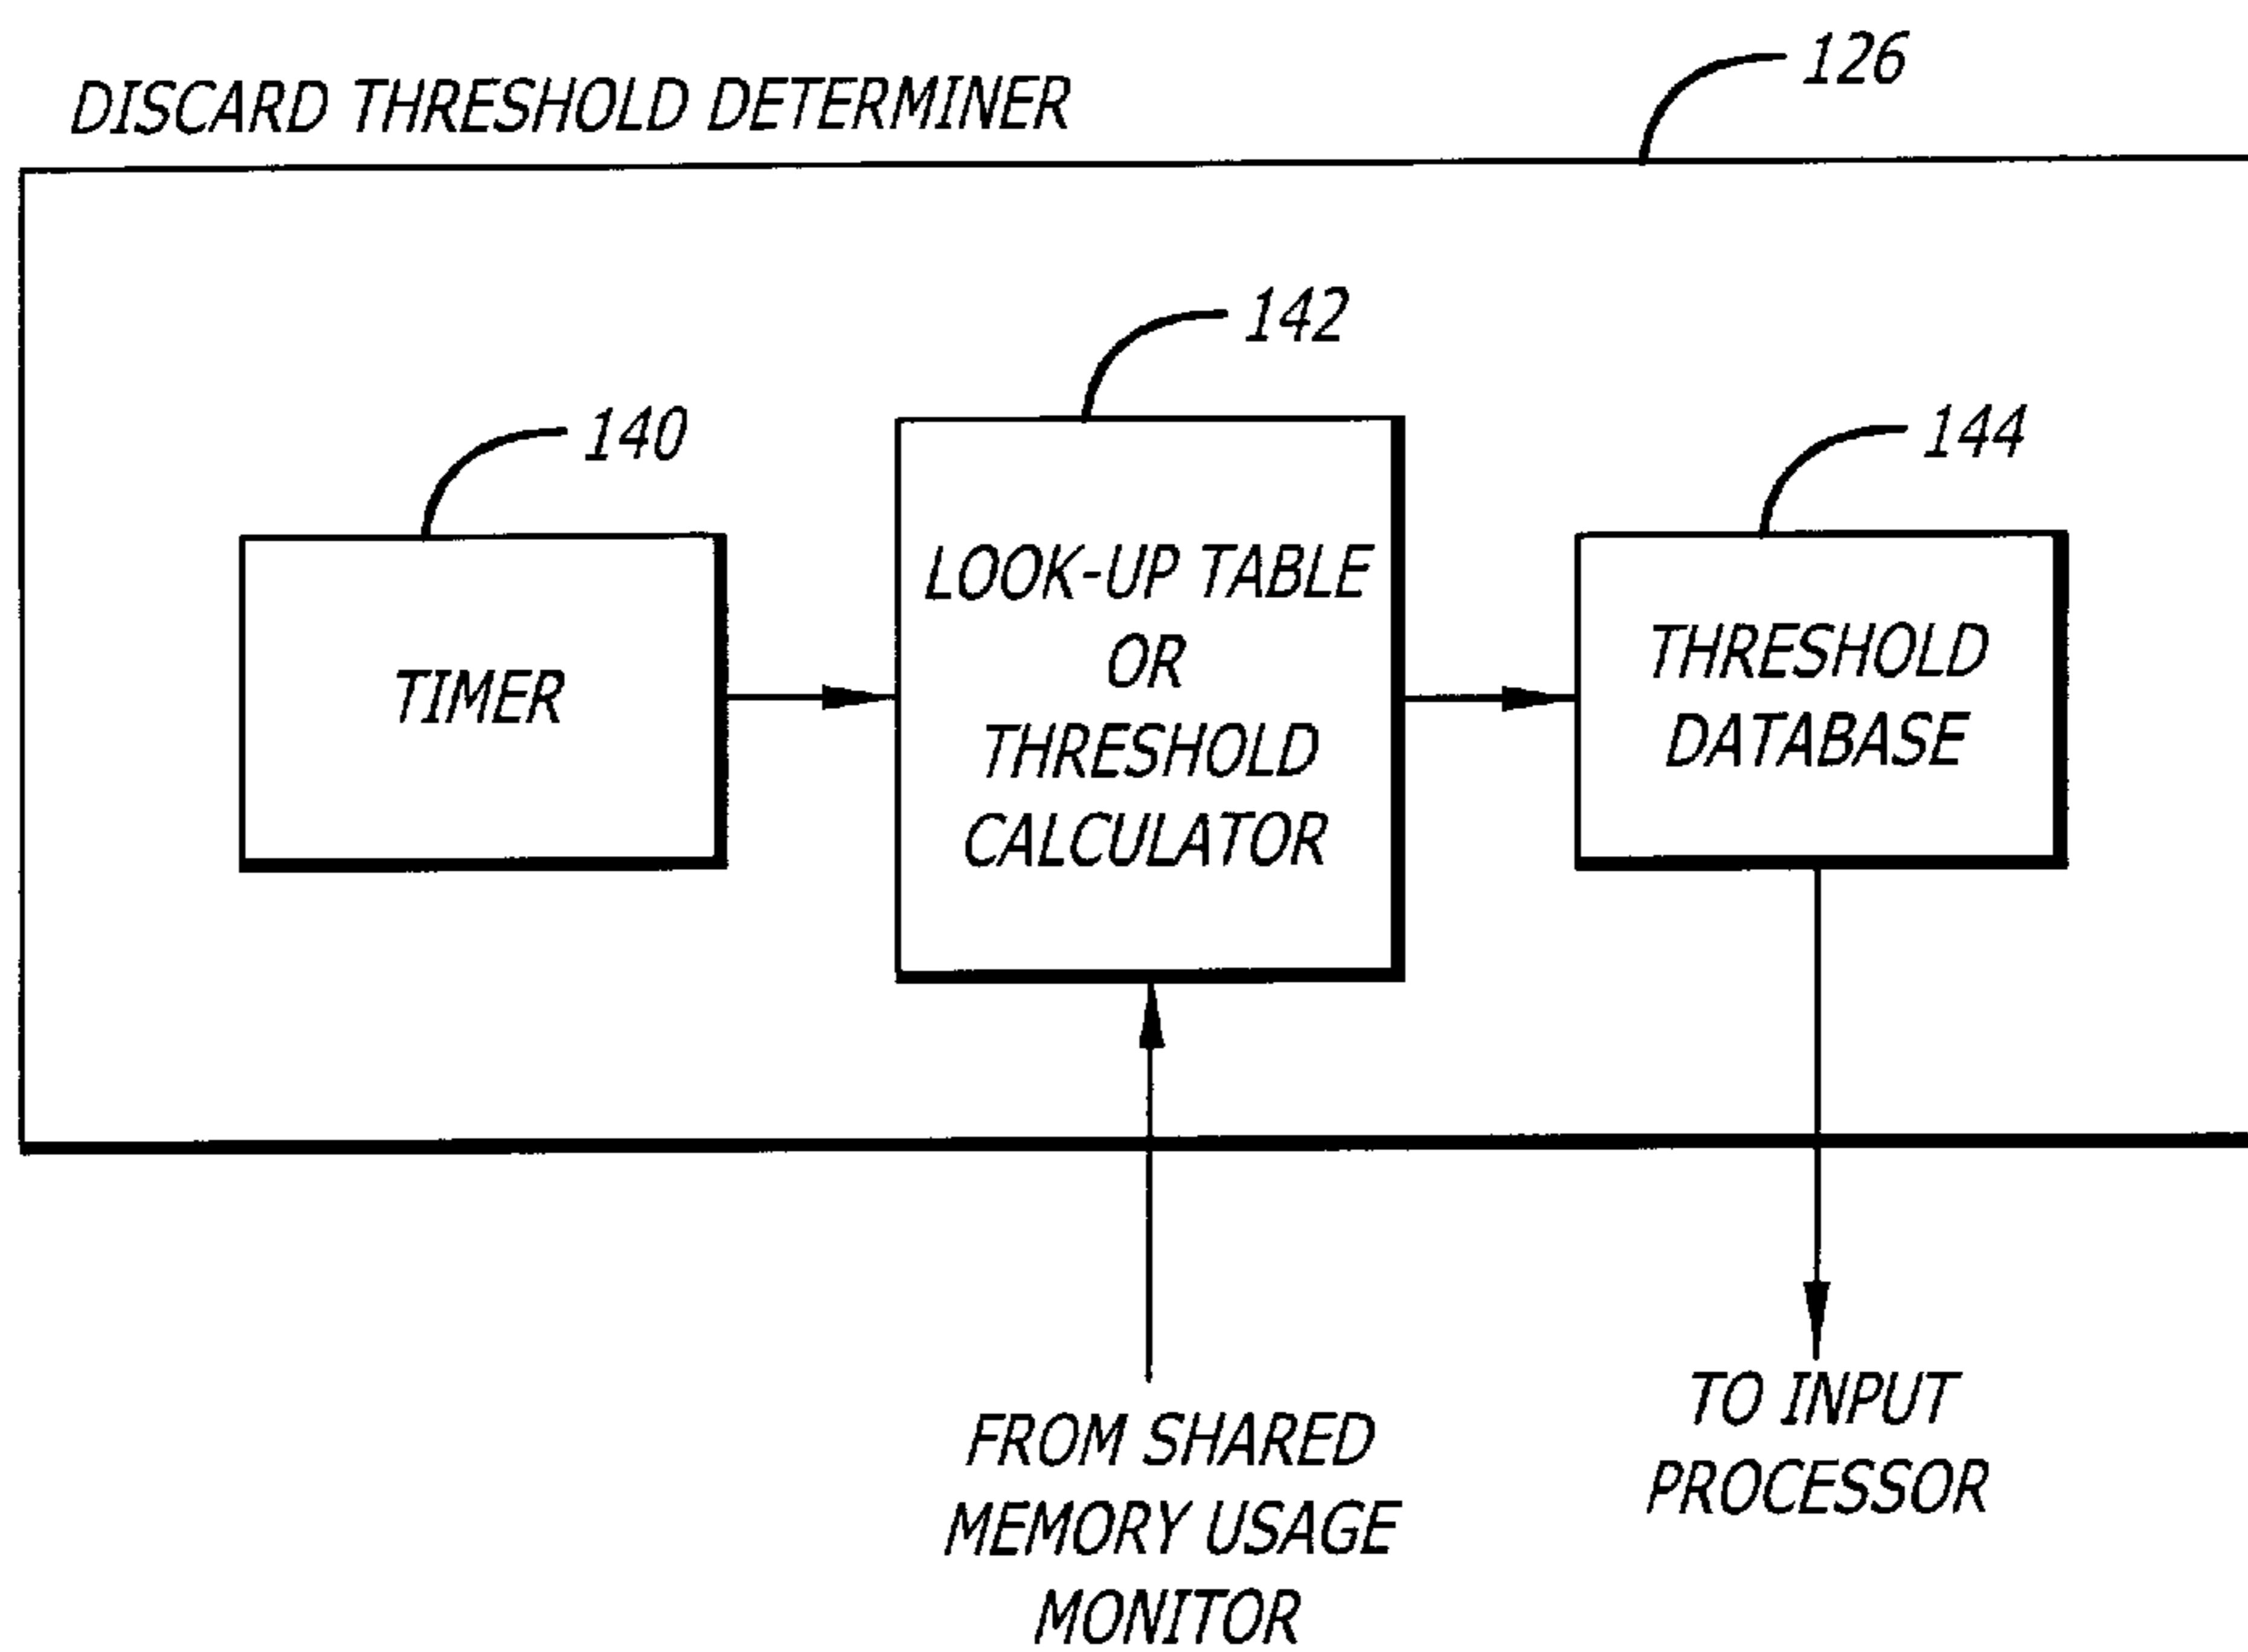 126
DISCARD THRESHOLD DETERMINER
142
140
144
LOOK-UP TABLE
OR
THRESHOLD
CALCULATOR
TIMER
THRESHOLD
DATABASE
FROM SHARED
MEMORY USAGE
MONITOR
TO INPUT
PROCESSOR